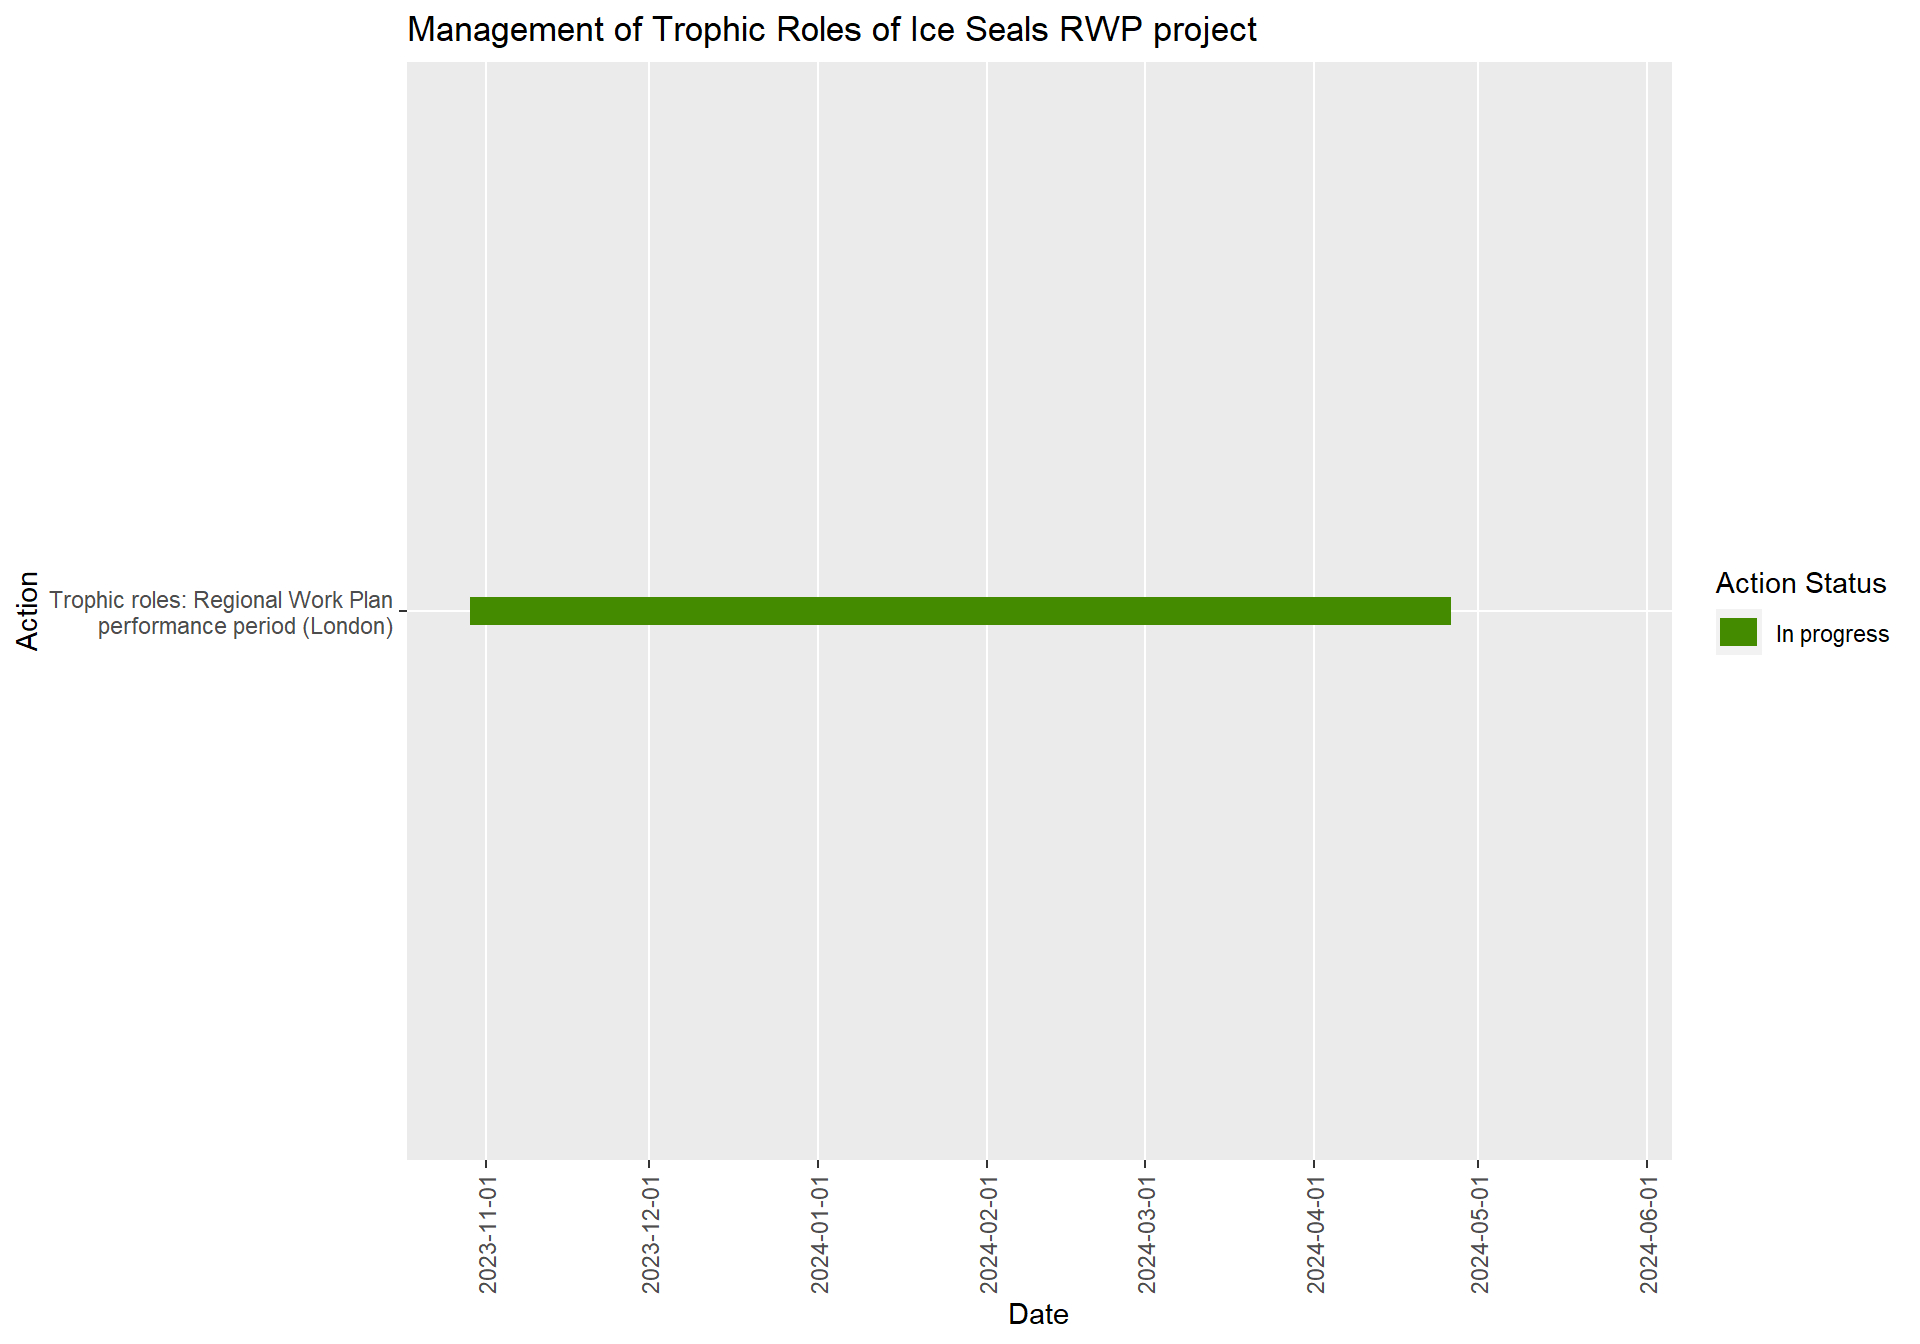 Management of Trophic Roles of Ice Seals RWP project
Action
Trophic roles: Regional Work Plan
performance period (London)
Action Status
In progress
2023-11-01
2023-12-01
2024-01-01
2024-02-01
2024-03-01
2024-04-01
2024-05-01
2024-06-01
Date